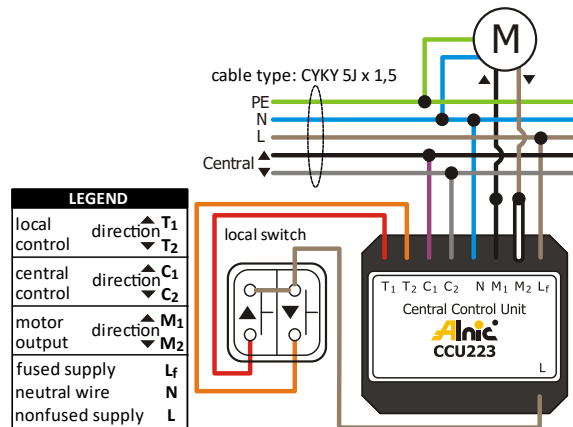 M
▲ ▼
cable type: CYKY 5J x 1,5
PE
N
L
Central ▲
▼
LEGEND
local control direction ▲ T1
▼ T2
central control direction ▲ C1
▼ C2
motor output direction ▲ M1
▼ M2
fused supply Lf
neutral wire N
nonfused supply L
local switch
▲ ▼
T1 T2 C1 C2 N M1 M2 Lf
Central Control Unit
Alnic
CCU223
L